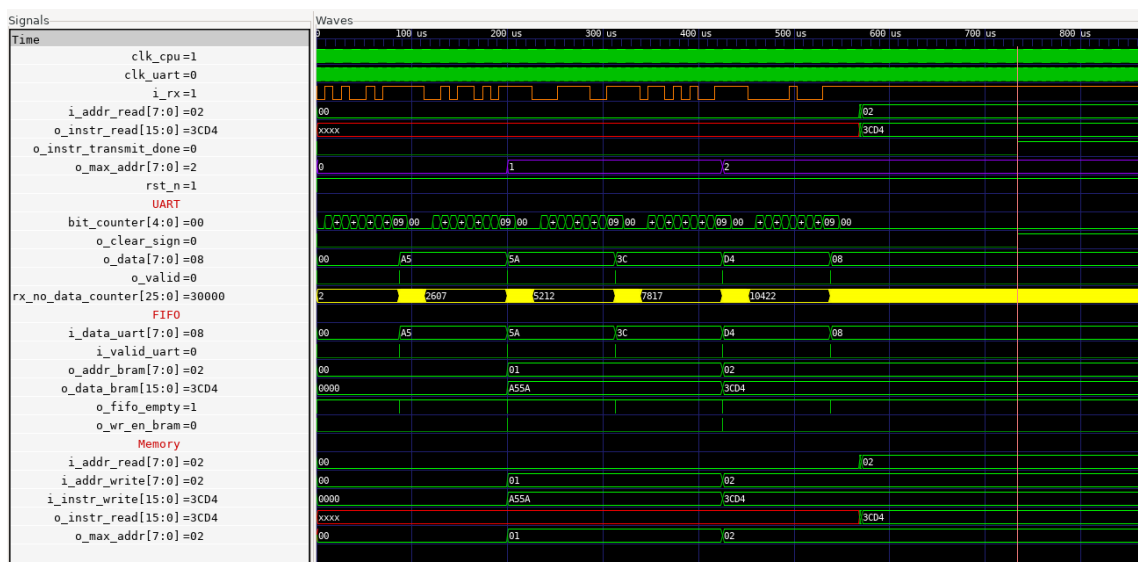 Signals Waves
Time 0 100 us 200 us 300 us 400 us 500 us 600 us 700 us 800 us
clk_cpu=1
clk_uart=0
i_rx=1
i_addr_read[7:0]=02 00 02
o_instr_read[15:0]=3CD4 xxxx 3CD4
o_instr_transmit_done=0
o_max_addr[7:0]=2 0 1 2
rst_n=1
UART
bit_counter[4:0]=00 + + + + + 09 00 + + + + + 09 00 + + + + + 09 00 + + + + + 09 00 + + + + + 09 00
o_clear_sign=0
o_data[7:0]=08 00 A5 5A 3C D4 08
o_valid=0
rx_no_data_counter[25:0]=30000 2 2607 5212 7817 10422
FIFO
i_data_uart[7:0]=08 00 A5 5A 3C D4 08
i_valid_uart=0
o_addr_bram[7:0]=02 00 01 02
o_data_bram[15:0]=3CD4 0000 A55A 3CD4
o_fifo_empty=1
o_wr_en_bram=0
Memory
i_addr_read[7:0]=02 00 02
i_addr_write[7:0]=02 00 01 02
i_instr_write[15:0]=3CD4 0000 A55A 3CD4
o_instr_read[15:0]=3CD4 xxxx 3CD4
o_max_addr[7:0]=02 00 01 02